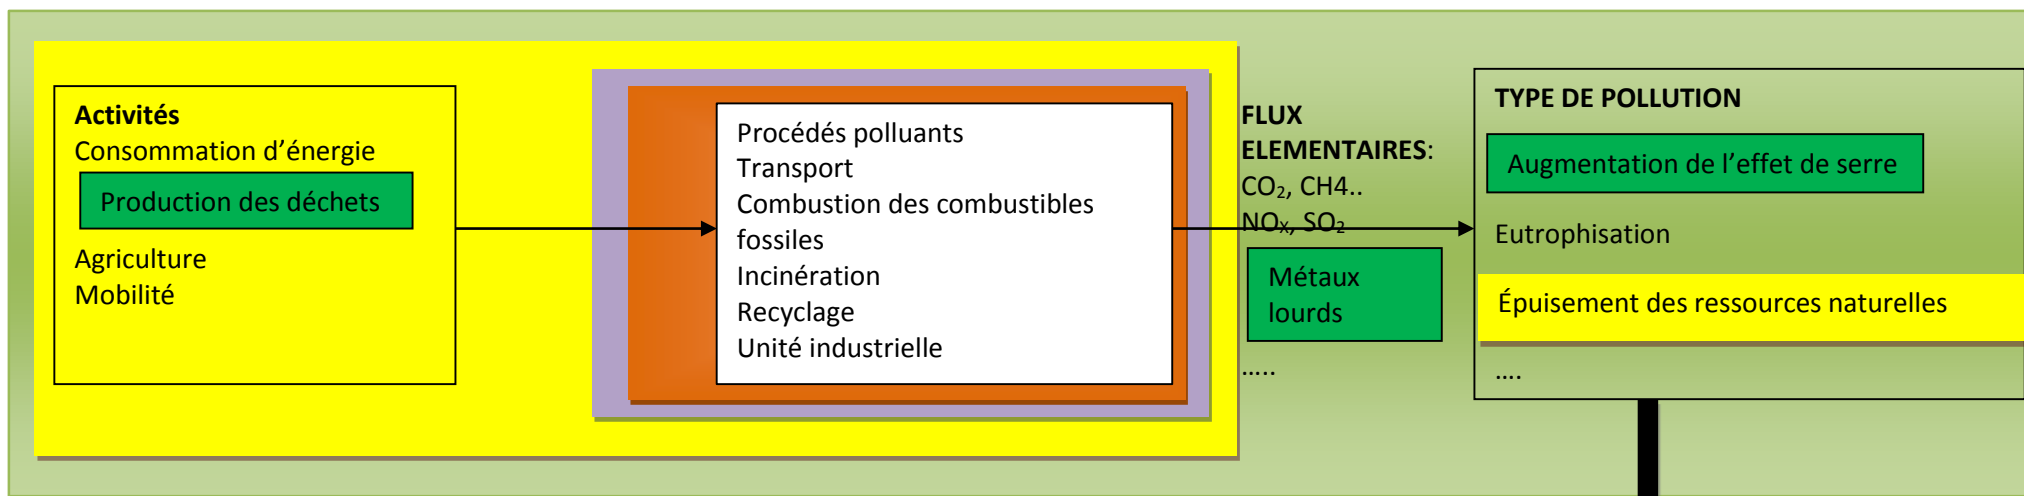 Activités
Consommation d’énergie
Production des déchets
Agriculture
Mobilité
Procédés polluants
Transport
Combustion des combustibles
fossiles
Incinération
Recyclage
Unité industrielle
FLUX
ELEMENTAIRES:
CO₂, CH4..
NOₓ, SO₂
Métaux
lourds
.....
TYPE DE POLLUTION
Augmentation de l’effet de serre
Eutrophisation
Épuisement des ressources naturelles
....